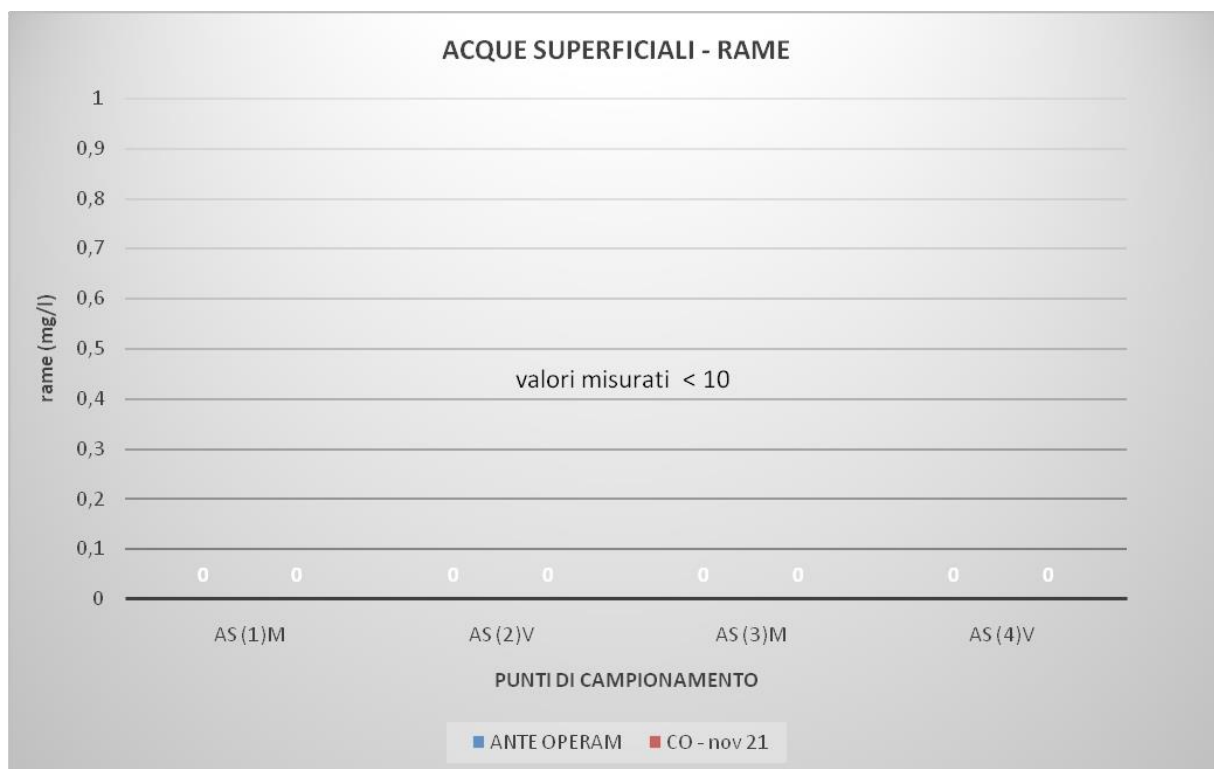 ACQUE SUPERFICIALI - RAME
1
0,9
0,8
0,7
0,6
0,5
0,4
0,3
0,2
0,1
0
rame (mg/l)
valori misurati < 10
0 0 0 0 0 0 0 0
AS (1)M AS (2)V AS (3)M AS (4)V
PUNTI DI CAMPIONAMENTO
ANTE OPERAM CO - nov 21